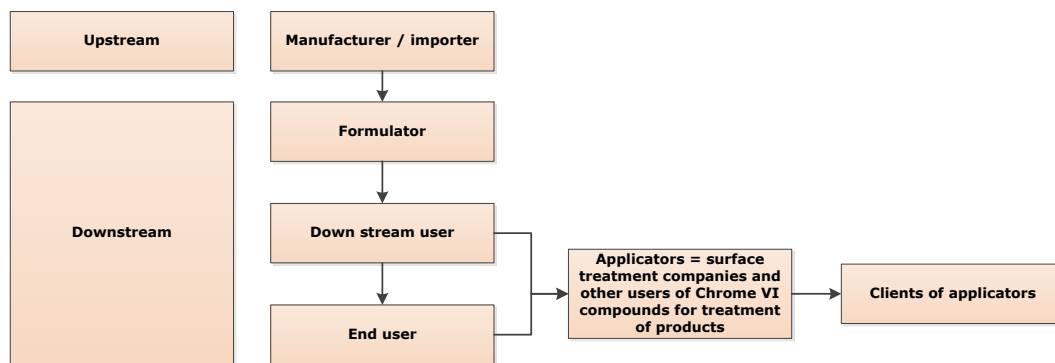 Upstream
Manufacturer / importer
Formulator
Downstream
Down stream user
Applicators = surface
treatment companies and
other users of Chrome VI
compounds for treatment
of products
Clients of applicators
End user